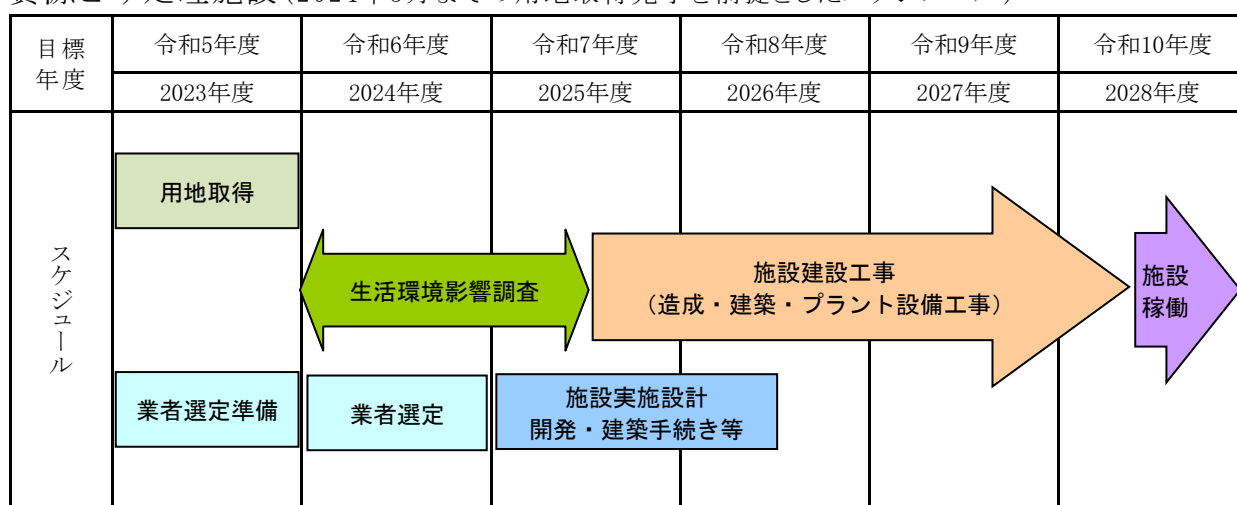 目標年度
令和5年度 令和6年度 令和7年度 令和8年度 令和9年度 令和10年度
2023年度 2024年度 2025年度 2026年度 2027年度 2028年度
スケジュール
用地取得
生活環境影響調査
施設建設工事
（造成・建築・プラント設備工事）
施設
稼働
業者選定準備
業者選定
施設実施設計
開発・建築手続き等